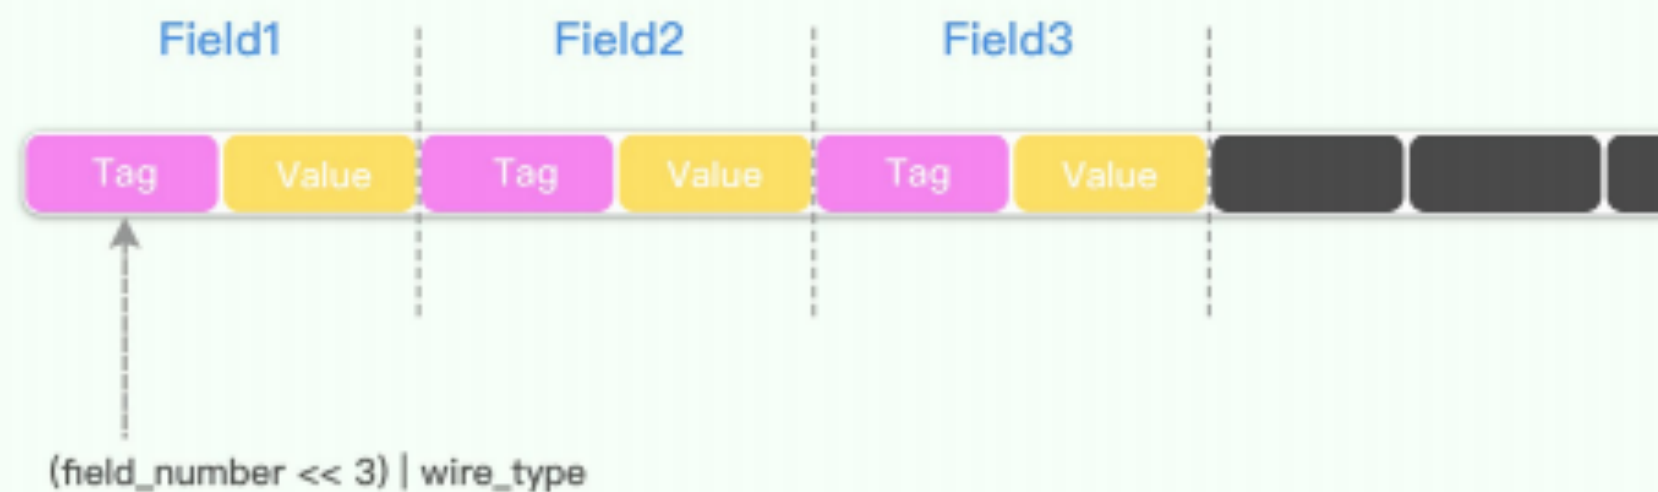 Field1 Field2 Field3
Tag Value Tag Value Tag Value
(field_number << 3) | wire_type